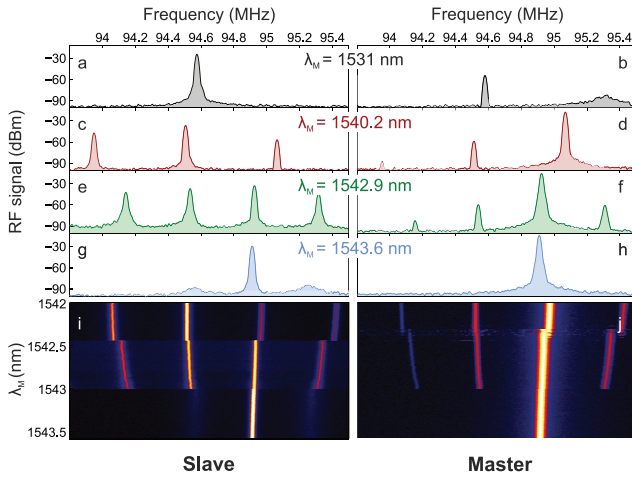 Frequency (MHz) Frequency (MHz)
94 94.2 94.4 94.6 94.8 95 95.2 95.4 94 94.2 94.4 94.6 94.8 95 95.2 95.4
RF signal (dBm)
-30
-60
-90
a λM = 1531 nm b
-30
-60
-90
c λM = 1540.2 nm d
-30
-60
-90
e λM = 1542.9 nm f
-30
-60
-90
g λM = 1543.6 nm h
λM (nm)
1542
1542.5
1543
1543.5
i j
Slave Master